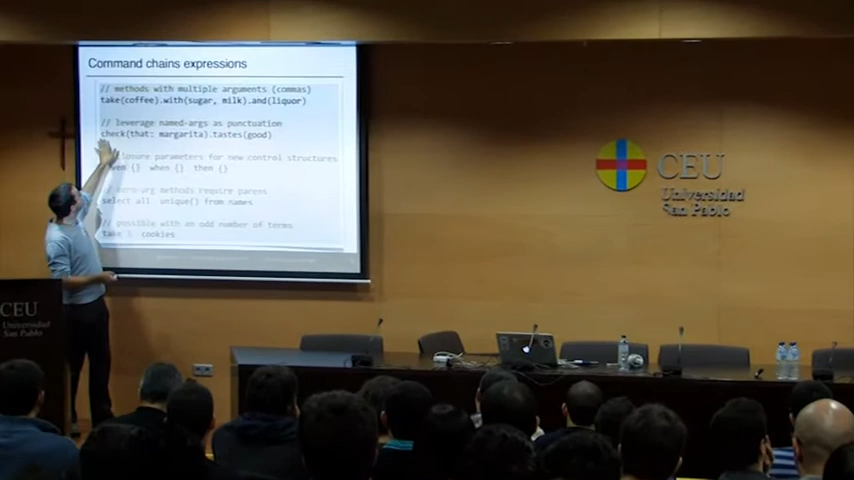 Command chains expressions
// methods with multiple arguments (commas)
take(coffee).with(sugar, milk).and(liquor)
// leverage named-args as punctuation
check(that: margarita).tastes(good)
parameters for new control structures
{} when {} then {}
// zero-arg methods require parens
select all unique() from names
// possible with an odd number of terms
take cookies
CEU
Universidad
San Pablo
CEU
Universidad
San Pablo